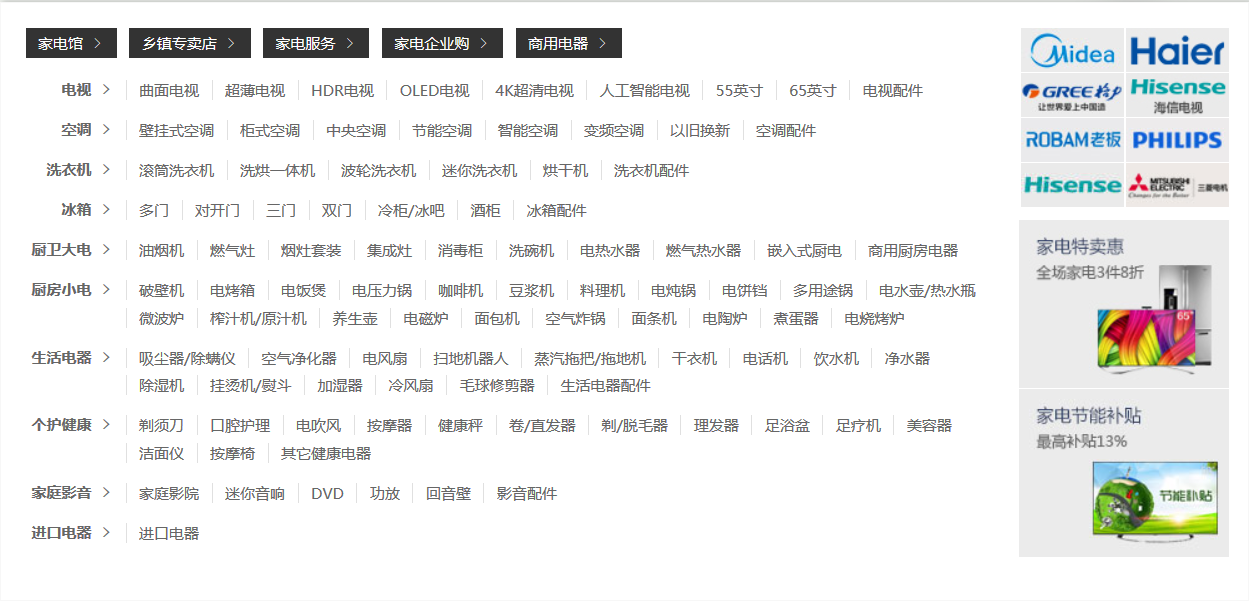 家电馆 > 乡镇专卖店 > 家电服务 > 家电企业购 > 商用电器 >
电视 > 曲面电视 超薄电视 HDR电视 OLED电视 4K超清电视 人工智能电视 55英寸 65英寸 电视配件
空调 > 壁挂式空调 柜式空调 中央空调 节能空调 智能空调 变频空调 以旧换新 空调配件
洗衣机 > 滚筒洗衣机 洗烘一体机 波轮洗衣机 迷你洗衣机 烘干机 洗衣机配件
冰箱 > 多门 对开门 三门 双门 冷柜/冰吧 酒柜 冰箱配件
厨卫大电 > 油烟机 燃气灶 烟灶套装 集成灶 消毒柜 洗碗机 电热水器 燃气热水器 嵌入式厨电 商用厨房电器
厨房小电 > 破壁机 电烤箱 电饭煲 电压力锅 咖啡机 豆浆机 料理机 电炖锅 电饼铛 多用途锅 电水壶/热水瓶
微波炉 榨汁机/原汁机 养生壶 电磁炉 面包机 空气炸锅 面条机 电陶炉 煮蛋器 电烧烤炉
生活电器 > 吸尘器/除螨仪 空气净化器 电风扇 扫地机器人 蒸汽拖把/拖地机 干衣机 电话机 饮水机 净水器
除湿机 挂烫机/熨斗 加湿器 冷风扇 毛球修剪器 生活电器配件
个护健康 > 剃须刀 口腔护理 电吹风 按摩器 健康秤 卷/直发器 剃/脱毛器 理发器 足浴盆 足疗机 美容器
洁面仪 按摩椅 其它健康电器
家庭影音 > 家庭影院 迷你音响 DVD 功放 回音壁 影音配件
进口电器 > 进口电器
Midea Haier
GREE格力 Hisense
让世界爱上中国造 海信电视
ROBAM老板 PHILIPS
Hisense MITSUBISHI ELECTRIC 三菱电机
Changes for the Better
家电特卖惠
全场家电3件8折
65"
家电节能补贴
最高补贴13%
节能补贴